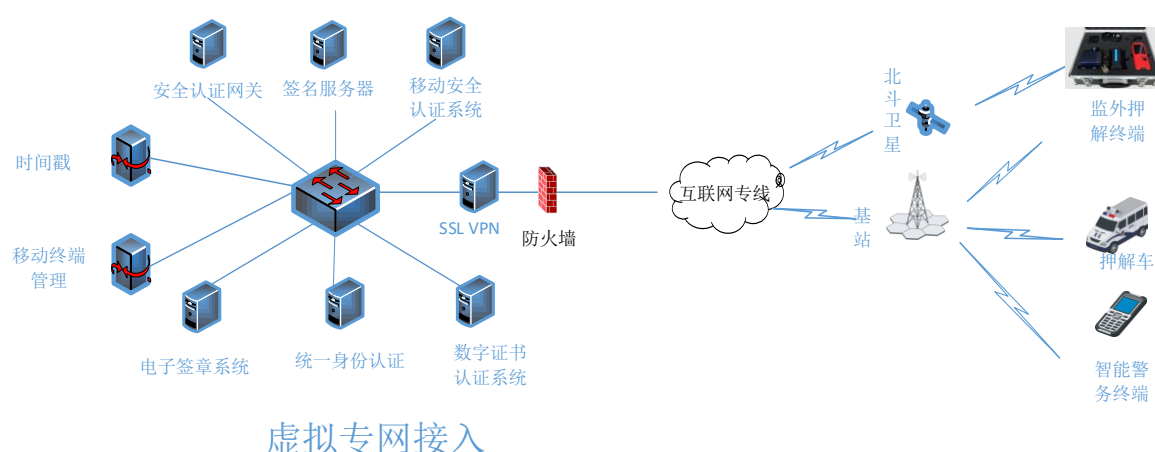 安全认证网关
签名服务器
移动安全
认证系统
北
斗
卫
星
监外押
解终端
时间戳
互联网专线
SSL VPN
防火墙
基
站
移动终端
管理
押解车
电子签章系统
统一身份认证
数字证书
认证系统
智能警
务终端
虚拟专网接入